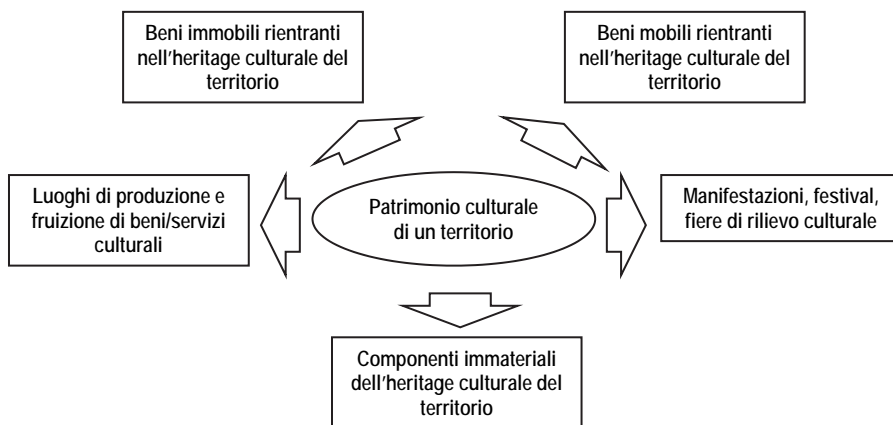 Beni immobili rientranti
nell'heritage culturale del
territorio
Beni mobili rientranti
nell'heritage culturale del
territorio
Luoghi di produzione e
fruizione di beni/servizi
culturali
Patrimonio culturale
di un territorio
Manifestazioni, festival,
fiere di rilievo culturale
Componenti immateriali
dell'heritage culturale del
territorio